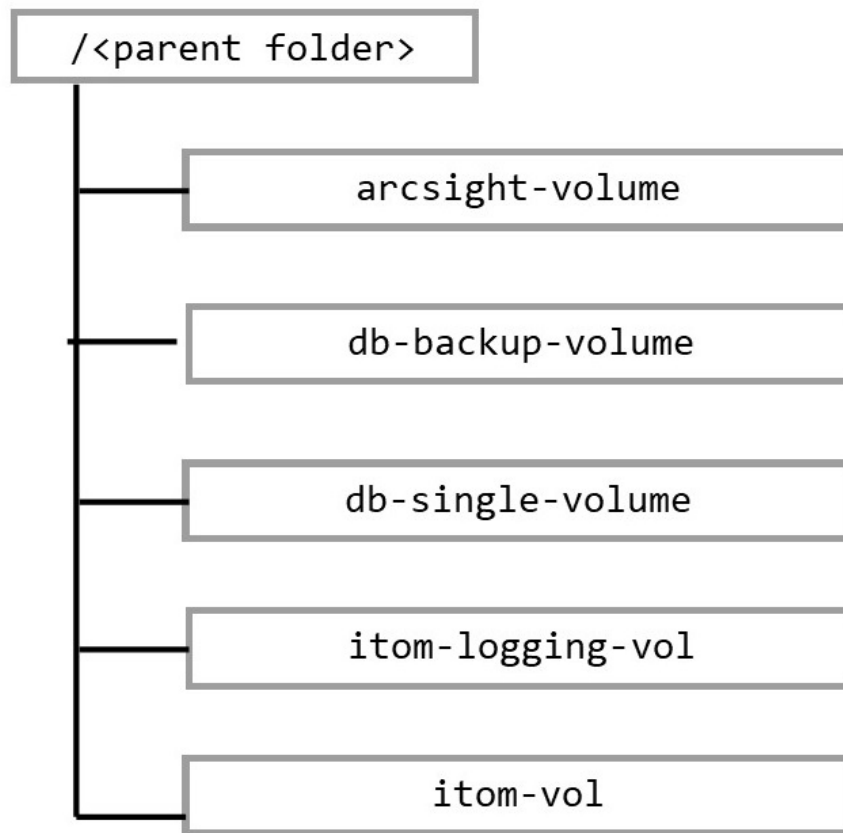 /<parent folder>
arcsight-volume
db-backup-volume
db-single-volume
itom-logging-vol
itom-vol